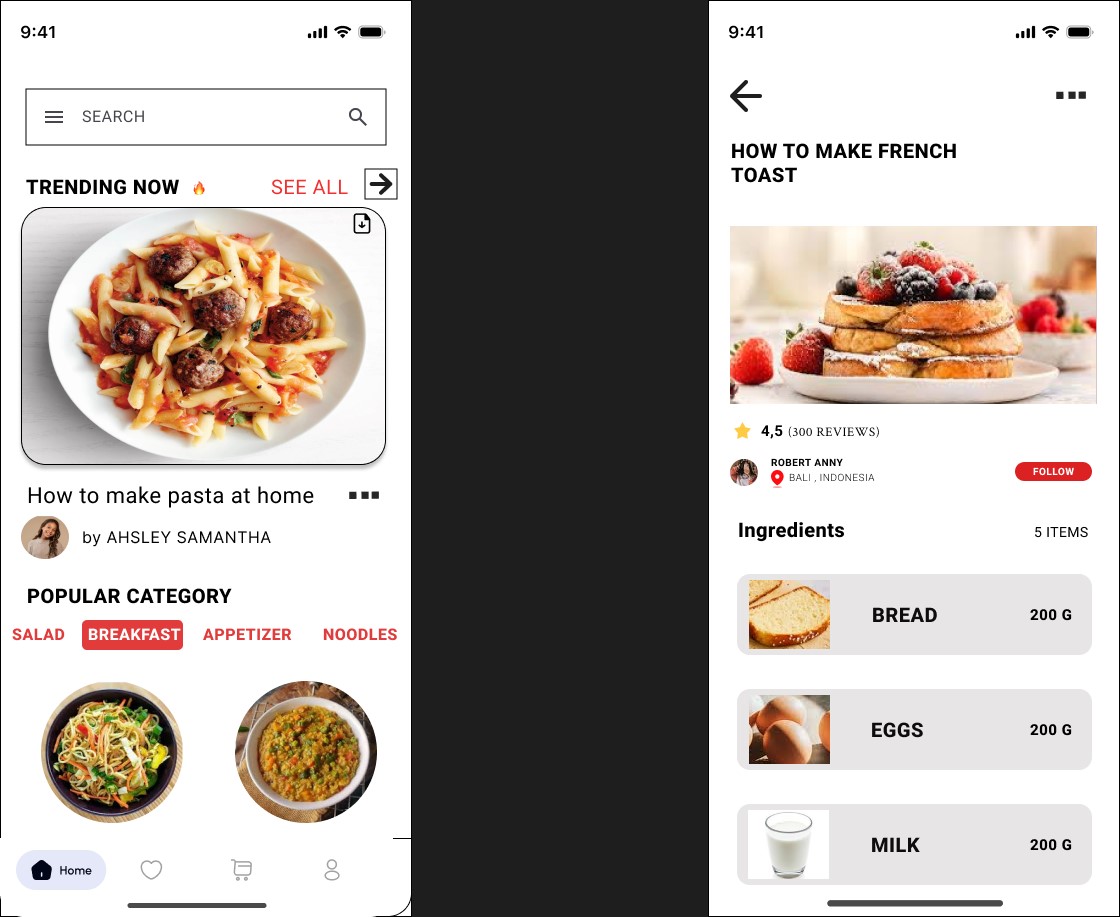 9:41
SEARCH
TRENDING NOW 🔥 SEE ALL
How to make pasta at home
by AHSLEY SAMANTHA
POPULAR CATEGORY
SALAD BREAKFAST APPETIZER NOODLES
Home
9:41
HOW TO MAKE FRENCH
TOAST
4,5 (300 REVIEWS)
ROBERT ANNY
BALI , INDONESIA
FOLLOW
Ingredients 5 ITEMS
BREAD 200 G
EGGS 200 G
MILK 200 G